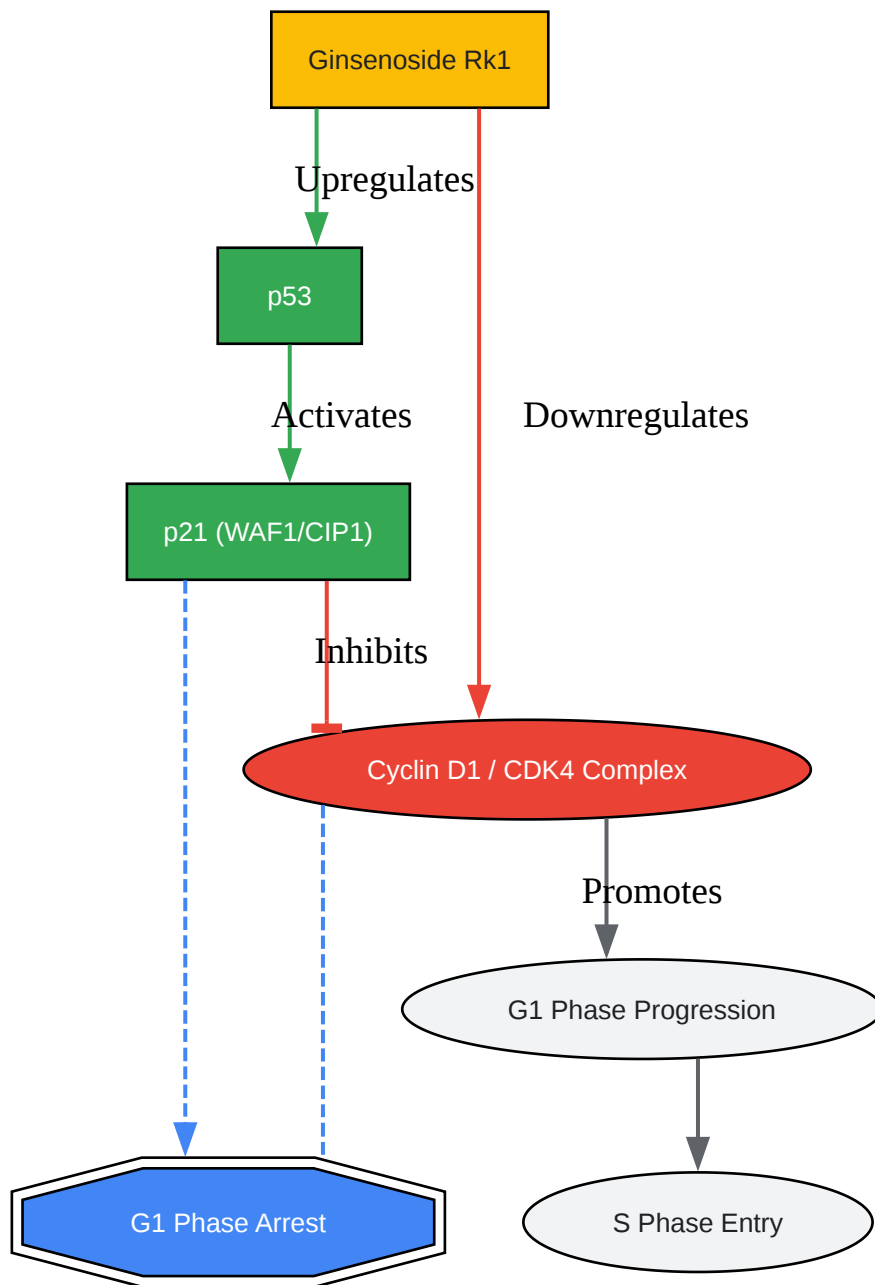 Ginsenoside Rk1
Upregulates
p53
Activates
Downregulates
p21 (WAF1/CIP1)
Inhibits
Cyclin D1 / CDK4 Complex
Promotes
G1 Phase Progression
G1 Phase Arrest
S Phase Entry